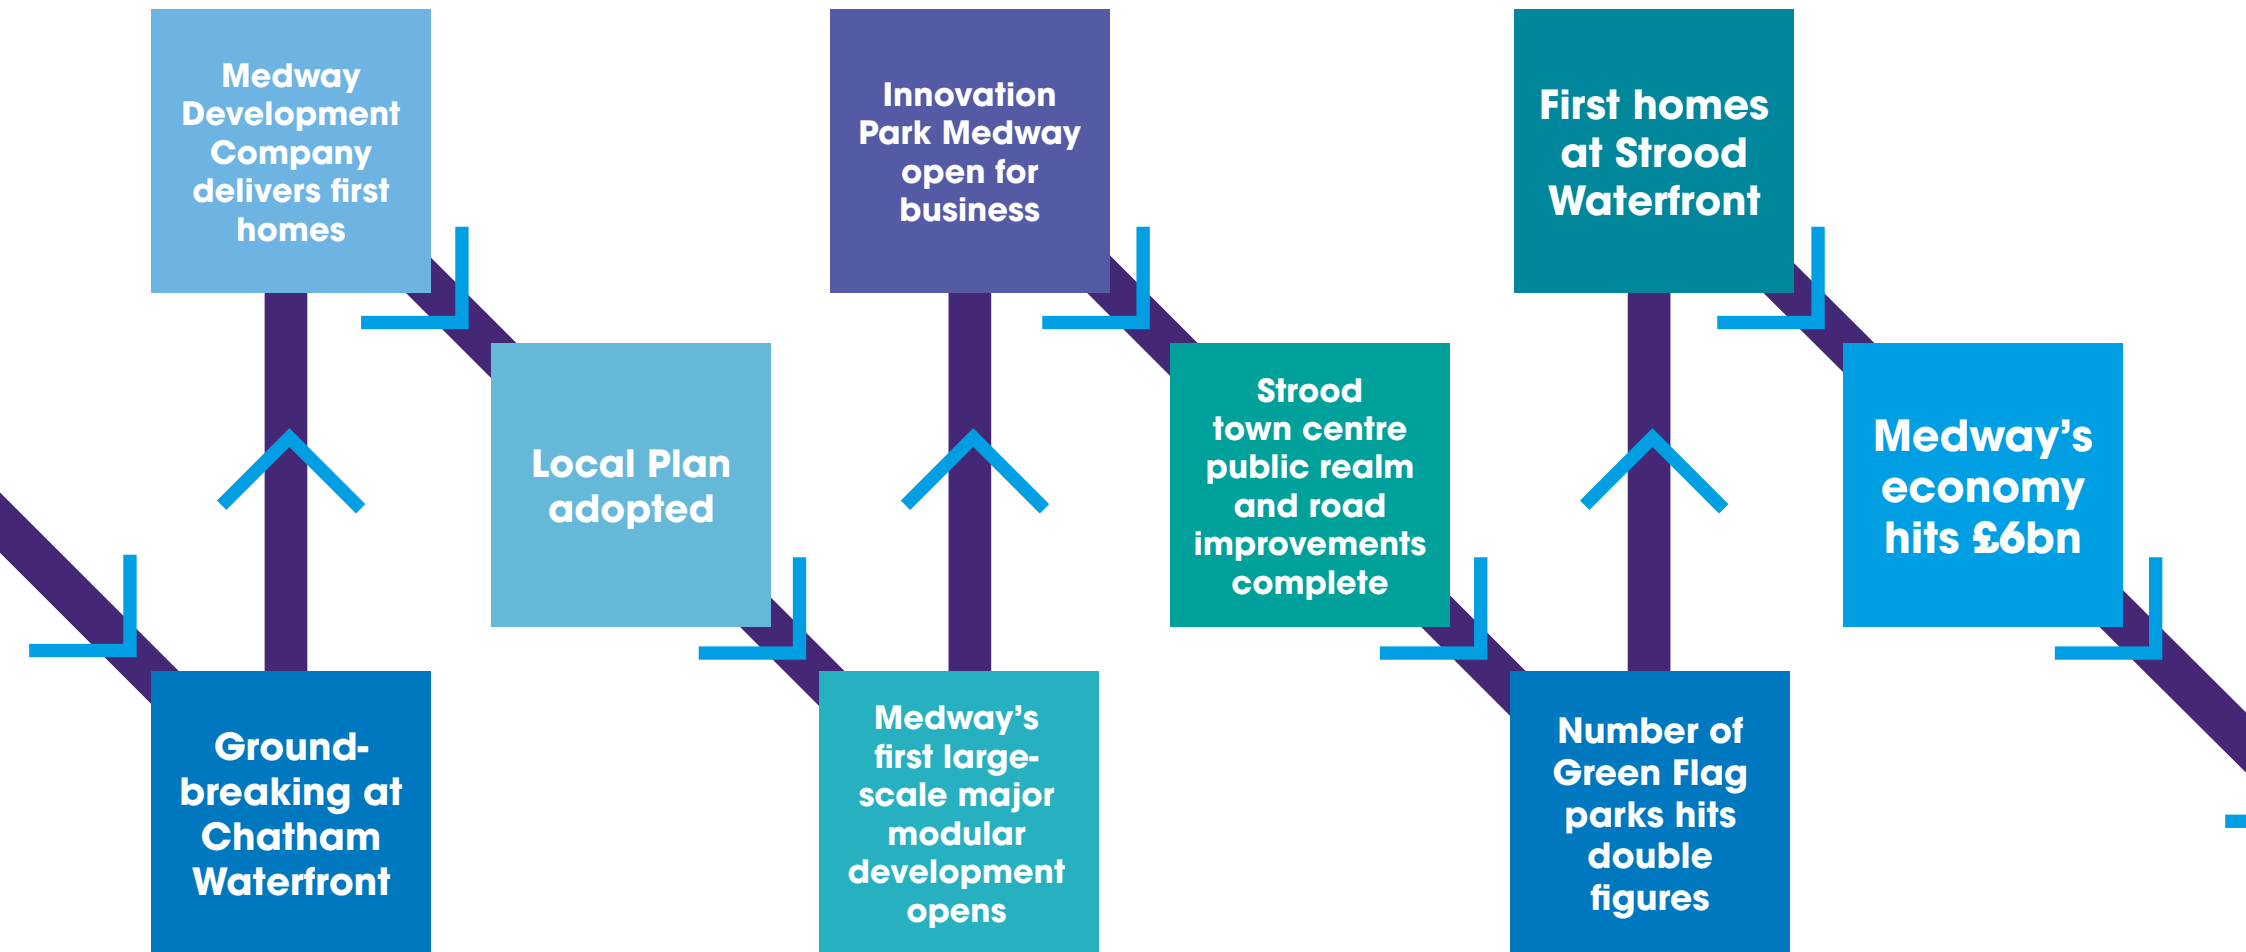 Medway
Development
Company
delivers first
homes
Innovation
Park Medway
open for
business
First homes
at Strood
Waterfront
Local Plan
adopted
Strood
town centre
public realm
and road
improvements
complete
Medway's
economy
hits £6bn
Ground-
breaking at
Chatham
Waterfront
Medway's
first large-
scale major
modular
development
opens
Number of
Green Flag
parks hits
double
figures